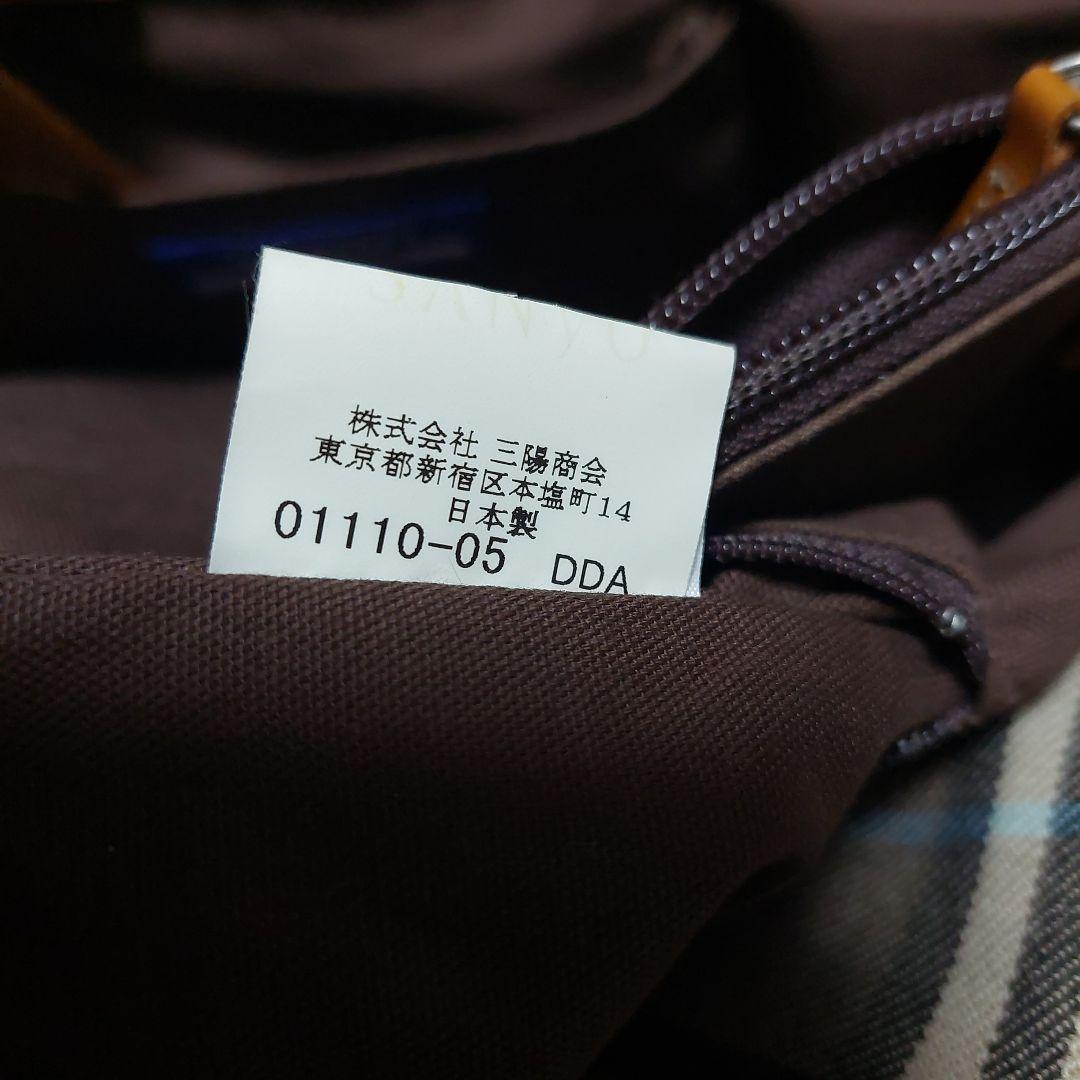 SANYO
株式会社 三陽商会
東京都新宿区本塩町14
日本製
01110-05 DDA